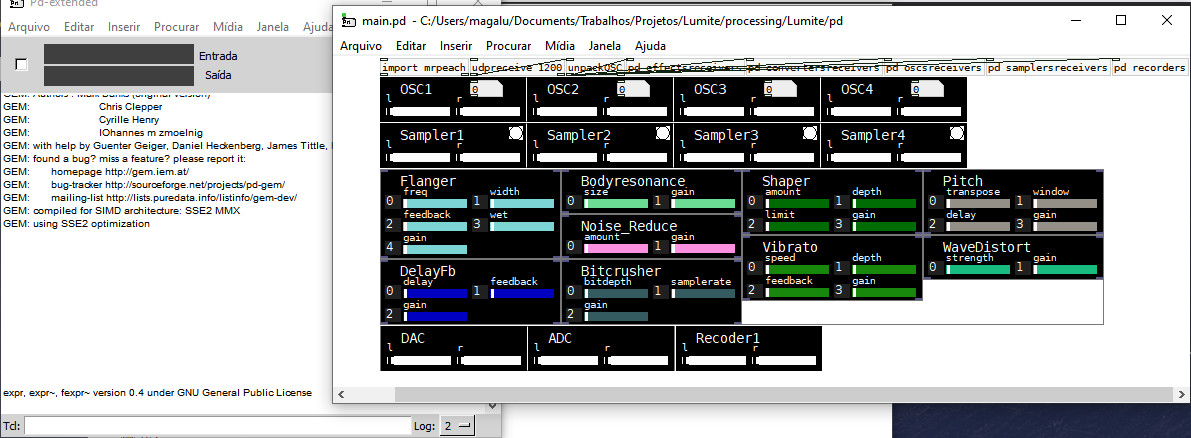 Pd-extended
Arquivo Editar Inserir Procurar Mídia Janela Ajuda
Entrada
Saída
GEM: Authors : Mark Danks (original version)
GEM: Chris Clepper
GEM: Cyrille Henry
GEM: IOhannes m zmoelnig
GEM: with help by Guenter Geiger, Daniel Heckenberg, James Tittle,
GEM: found a bug? miss a feature? please report it:
GEM: homepage http://gem.iem.at/
GEM: bug-tracker http://sourceforge.net/projects/pd-gem/
GEM: mailing-list http://lists.puredata.info/listinfo/gem-dev/
GEM: compiled for SIMD architecture: SSE2 MMX
GEM: using SSE2 optimization
expr, expr~, fexpr~ version 0.4 under GNU General Public License
Tcl: Log: 2
main.pd - C:/Users/magalu/Documents/Trabalhos/Projetos/Lumite/processing/Lumite/pd
Arquivo Editar Inserir Procurar Mídia Janela Ajuda
import mrpeach udpreceive 1200 unpackOSC pd effectsreceivers pd convertersreceivers pd oscsreceivers pd samplersreceivers pd recorders
OSC1 0 OSC2 0 OSC3 0 OSC4 0
l r l r l r l r
Sampler1 Sampler2 Sampler3 Sampler4
l r l r l r l r
Flanger
freq width
0 1
feedback wet
2 3
gain
4
DelayFb
delay feedback
0 1
gain
2
Bodyresonance
size gain
0 1
Noise_Reduce
amount gain
0 1
Bitcrusher
bitdepth samplerate
0 1
gain
2
Shaper
amount depth
0 1
limit gain
2 3
Vibrato
speed depth
0 1
feedback gain
2 3
Pitch
transpose window
0 1
delay gain
2 3
WaveDistort
strength gain
0 1
DAC ADC Recoder1
l r l r l r